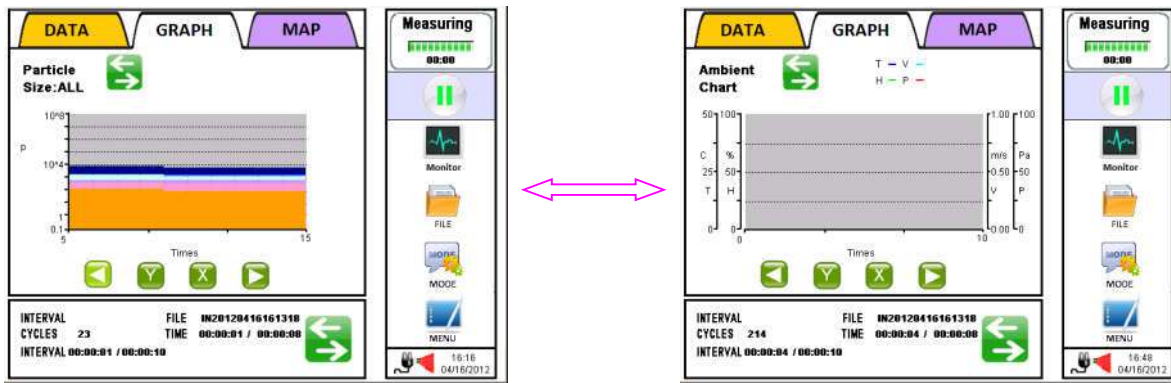 DATA GRAPH MAP
Particle
Size:ALL
10^8
P
10^4
1
0.1
5 15
Times
Y X
INTERVAL FILE IN20120416161318
CYCLES 23 TIME 00:00:01 / 00:00:08
INTERVAL 00:00:01 / 00:00:10
Measuring
00:00
Monitor
FILE
MODE
MODE
MENU
16:16
04/16/2012
DATA GRAPH MAP
Ambient
Chart
T V
H P
50 100 1.00 100
C % m/s Pa
25 50 0.50 50
T H V P
0 0 0.00 0
0 10
Times
Y X
INTERVAL FILE IN20120416161318
CYCLES 214 TIME 00:00:04 / 00:00:08
INTERVAL 00:00:04 / 00:00:10
Measuring
00:00
Monitor
FILE
MODE
MODE
MENU
16:48
04/16/2012